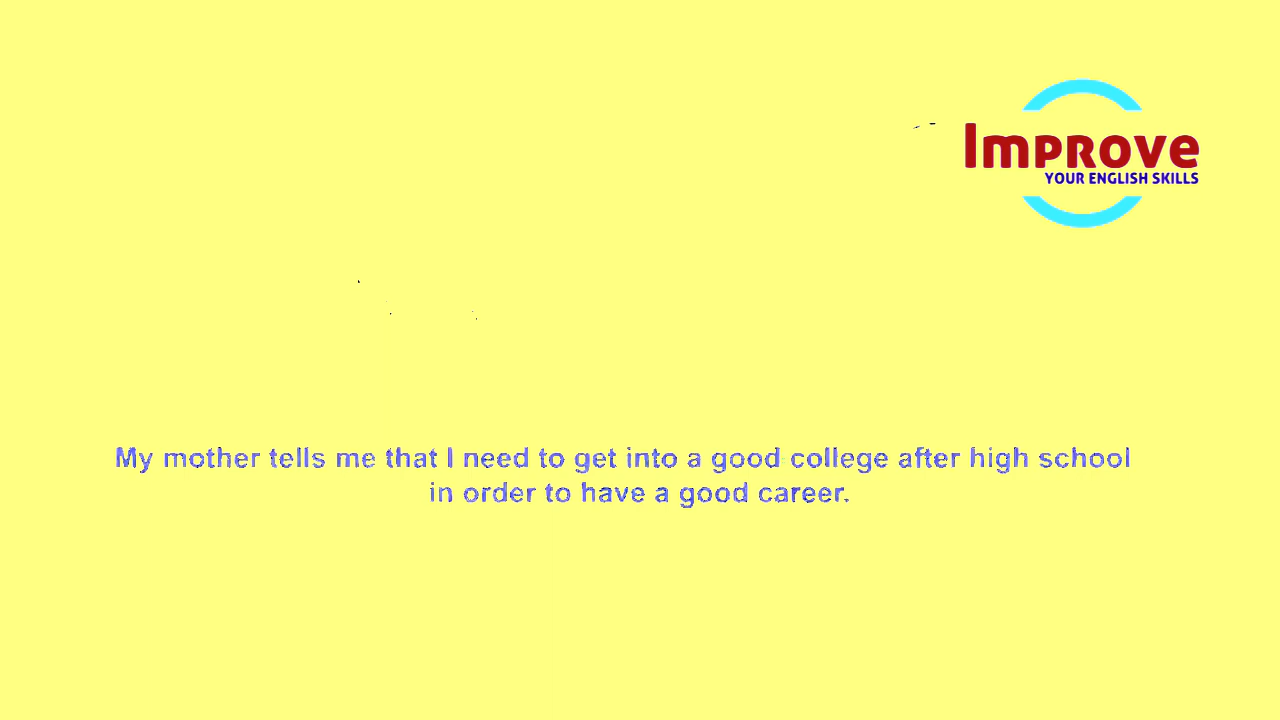 Improve
YOUR ENGLISH SKILLS
My mother tells me that I need to get into a good college after high school
in order to have a good career.